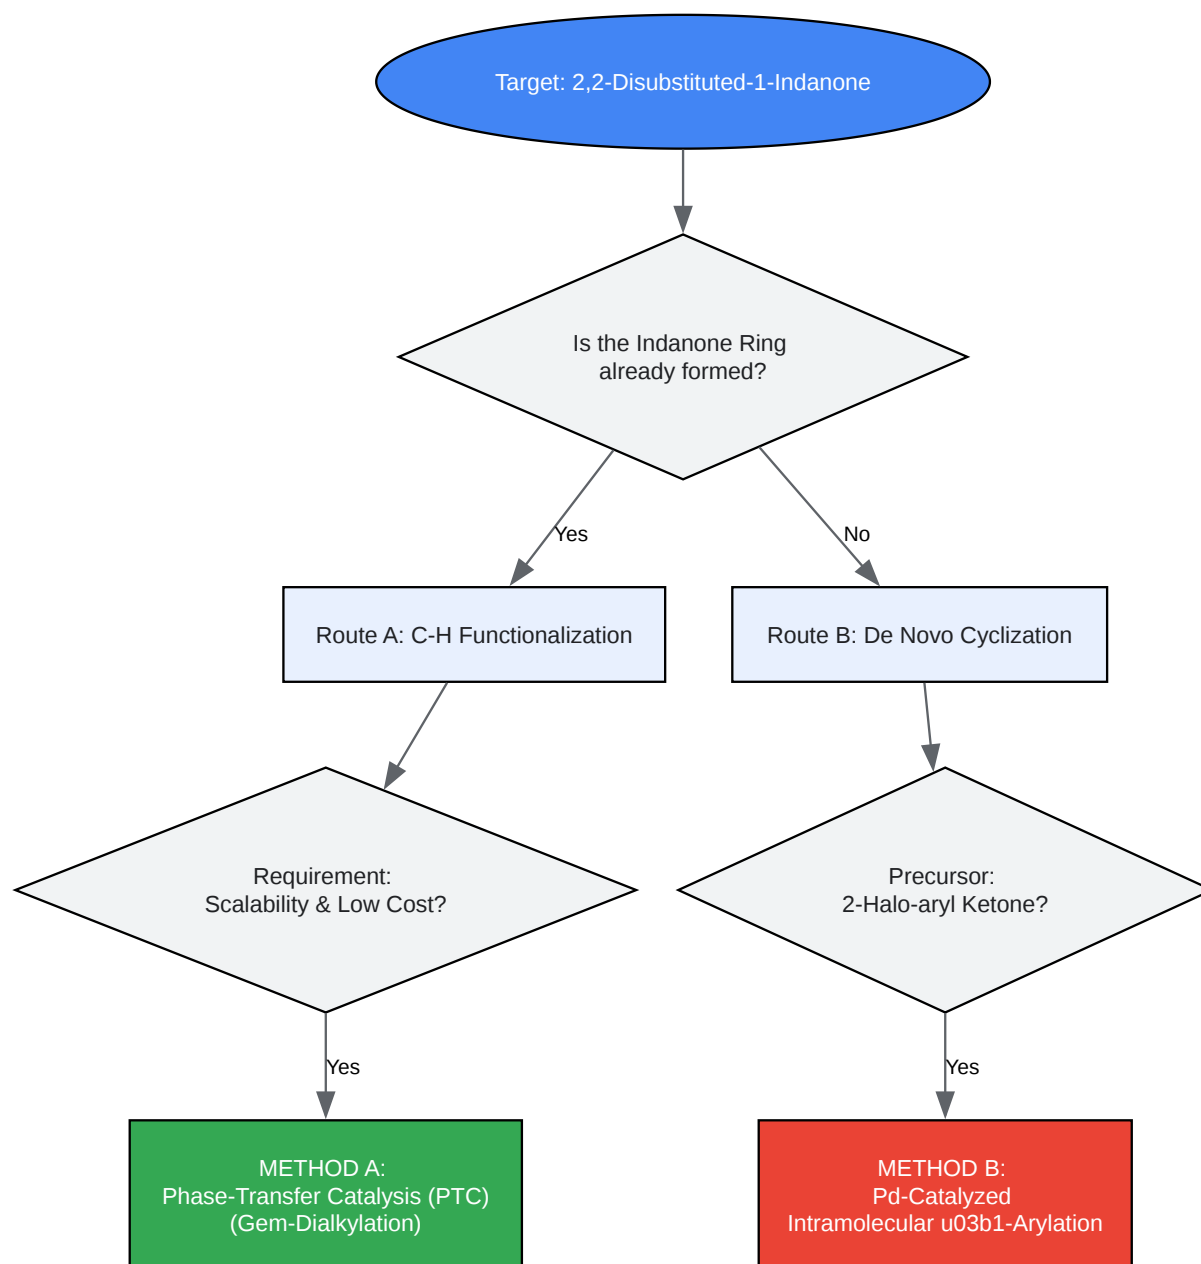 Target: 2,2-Disubstituted-1-Indanone
Is the Indanone Ring
already formed?
Yes
No
Route A: C-H Functionalization
Route B: De Novo Cyclization
Requirement:
Scalability & Low Cost?
Precursor:
2-Halo-aryl Ketone?
Yes
Yes
METHOD A:
Phase-Transfer Catalysis (PTC)
(Gem-Dialkylation)
METHOD B:
Pd-Catalyzed
Intramolecular u03b1-Arylation